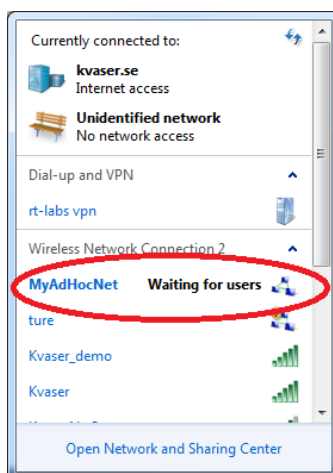 Currently connected to:
kvaser.se
Internet access
Unidentified network
No network access
Dial-up and VPN
rt-labs vpn
Wireless Network Connection 2
MyAdHocNet Waiting for users
ture
Kvaser_demo
Kvaser
Open Network and Sharing Center